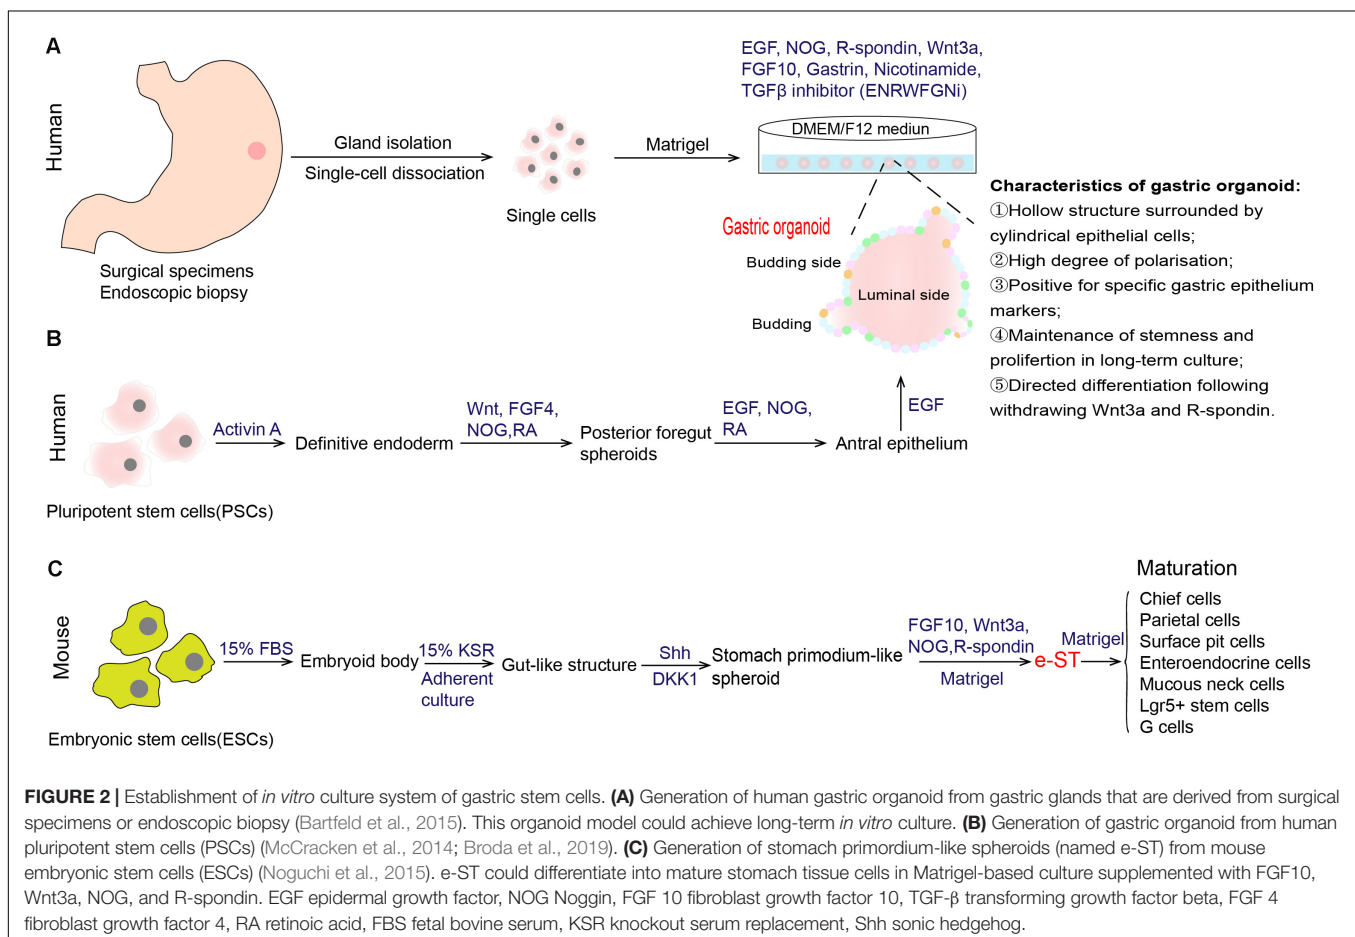 A
Human
EGF, NOG, R-spondin, Wnt3a,
FGF10, Gastrin, Nicotinamide,
TGFβ inhibitor (ENRWFGNi)
DMEM/F12 mediun
Gland isolation
Single-cell dissociation
Matrigel
Single cells
Surgical specimens
Endoscopic biopsy
Gastric organoid
Budding side
Luminal side
Budding
Characteristics of gastric organoid:
①Hollow structure surrounded by
cylindrical epithelial cells;
②High degree of polarisation;
③Positive for specific gastric epithelium
markers;
④Maintenance of stemness and
prolifertion in long-term culture;
⑤Directed differentiation following
withdrawing Wnt3a and R-spondin.
B
Human
Pluripotent stem cells(PSCs)
Activin A
Definitive endoderm
Wnt, FGF4,
NOG,RA
Posterior foregut
spheroids
EGF, NOG,
RA
Antral epithelium
EGF
C
Mouse
Embryonic stem cells(ESCs)
15% FBS
Embryoid body
15% KSR
Adherent
culture
Gut-like structure
Shh
DKK1
Stomach primodium-like
spheroid
FGF10, Wnt3a,
NOG,R-spondin
Matrigel
e-ST
Matrigel
Maturation
Chief cells
Parietal cells
Surface pit cells
Enteroendocrine cells
Mucous neck cells
Lgr5+ stem cells
G cells
FIGURE 2 | Establishment of in vitro culture system of gastric stem cells. (A) Generation of human gastric organoid from gastric glands that are derived from surgical
specimens or endoscopic biopsy (Bartfeld et al., 2015). This organoid model could achieve long-term in vitro culture. (B) Generation of gastric organoid from human
pluripotent stem cells (PSCs) (McCracken et al., 2014; Broda et al., 2019). (C) Generation of stomach primordium-like spheroids (named e-ST) from mouse
embryonic stem cells (ESCs) (Noguchi et al., 2015). e-ST could differentiate into mature stomach tissue cells in Matrigel-based culture supplemented with FGF10,
Wnt3a, NOG, and R-spondin. EGF epidermal growth factor, NOG Noggin, FGF 10 fibroblast growth factor 10, TGF-β transforming growth factor beta, FGF 4
fibroblast growth factor 4, RA retinoic acid, FBS fetal bovine serum, KSR knockout serum replacement, Shh sonic hedgehog.